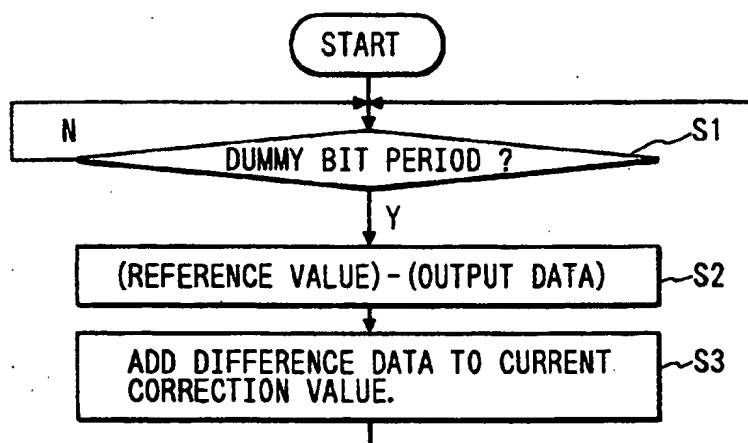 START
N
DUMMY BIT PERIOD ?
S1
Y
(REFERENCE VALUE)-(OUTPUT DATA)
S2
ADD DIFFERENCE DATA TO CURRENT
CORRECTION VALUE.
S3